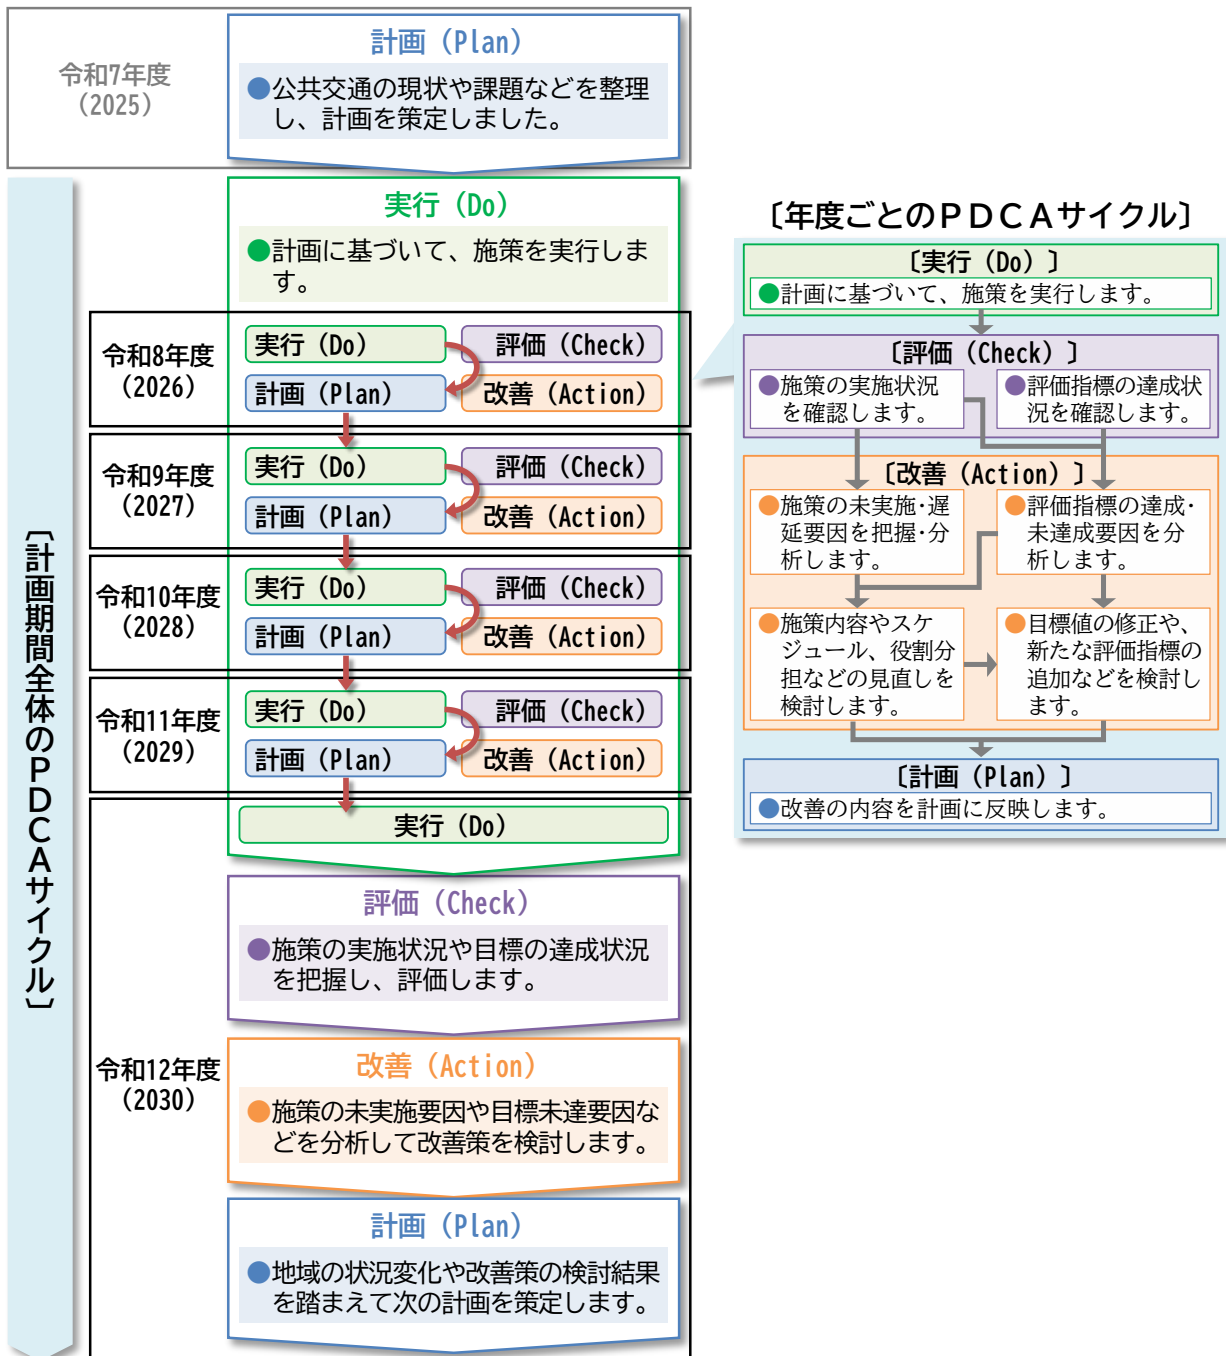 令和7年度
（2025）
計画（Plan）
●公共交通の現状や課題などを整理
し、計画を策定しました。
〔計画期間全体のＰＤＣＡサイクル〕
実行（Do）
●計画に基づいて、施策を実行しま
す。
令和8年度
（2026）
実行（Do）
評価（Check）
計画（Plan）
改善（Action）
令和9年度
（2027）
実行（Do）
評価（Check）
計画（Plan）
改善（Action）
令和10年度
（2028）
実行（Do）
評価（Check）
計画（Plan）
改善（Action）
令和11年度
（2029）
実行（Do）
評価（Check）
計画（Plan）
改善（Action）
令和12年度
（2030）
実行（Do）
評価（Check）
●施策の実施状況や目標の達成状況
を把握し、評価します。
改善（Action）
●施策の未実施要因や目標未達要因な
どを分析して改善策を検討します。
計画（Plan）
●地域の状況変化や改善策の検討結果
を踏まえて次の計画を策定します。
〔年度ごとのＰＤＣＡサイクル〕
〔実行（Do）〕
●計画に基づいて、施策を実行します。
〔評価（Check）〕
●施策の実施状況
を確認します。
●評価指標の達成状
況を確認します。
〔改善（Action）〕
●施策の未実施・遅
延要因を把握・分
析します。
●評価指標の達成・
未達成要因を分
析します。
●施策内容やスケ
ジュール、役割分
担などの見直しを
検討します。
●目標値の修正や、
新たな評価指標の
追加などを検討し
ます。
〔計画（Plan）〕
●改善の内容を計画に反映します。